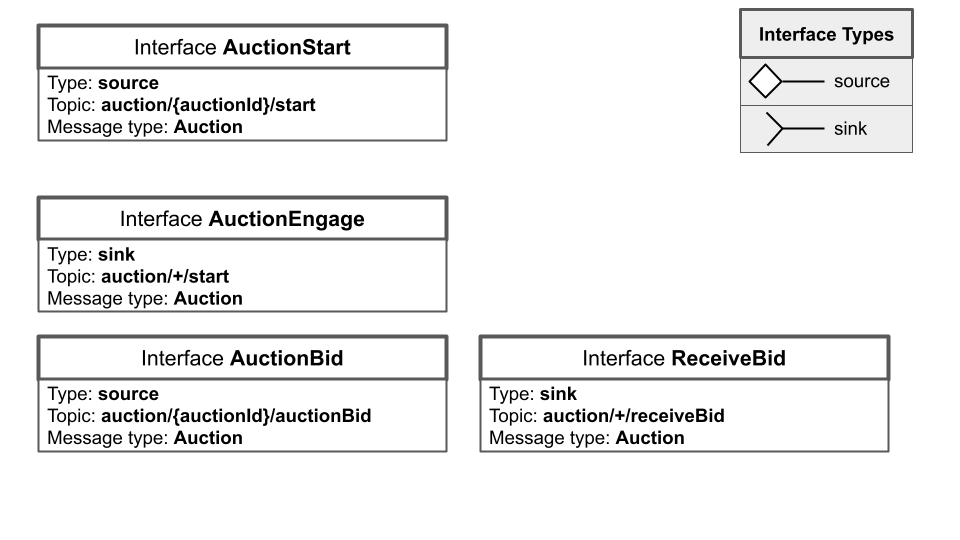 Interface AuctionStart
Type: source
Topic: auction/{auctionId}/start
Message type: Auction
Interface Types
source
sink
Interface AuctionEngage
Type: sink
Topic: auction/+/start
Message type: Auction
Interface AuctionBid
Type: source
Topic: auction/{auctionId}/auctionBid
Message type: Auction
Interface ReceiveBid
Type: sink
Topic: auction/+/receiveBid
Message type: Auction